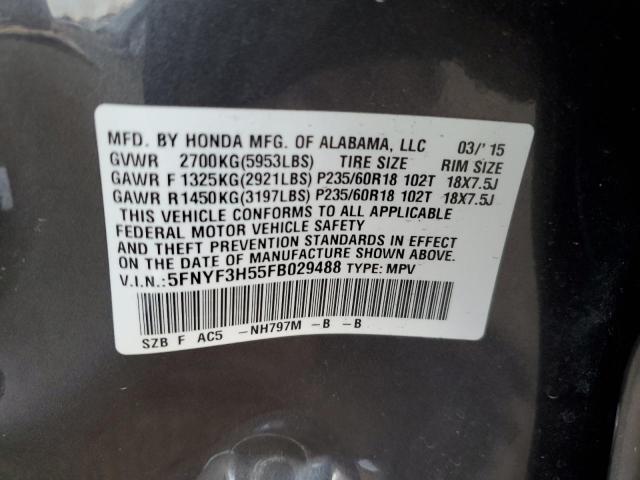 MFD. BY HONDA MFG. OF ALABAMA, LLC 03/'15
GVWR 2700KG(5953LBS) TIRE SIZE RIM SIZE
GAWR F 1325KG(2921LBS) P235/60R18 102T 18X7.5J
GAWR R1450KG(3197LBS) P235/60R18 102T 18X7.5J
THIS VEHICLE CONFORMS TO ALL APPLICABLE
FEDERAL MOTOR VEHICLE SAFETY
AND THEFT PREVENTION STANDARDS IN EFFECT
ON THE DATE OF MANUFACTURE SHOWN ABOVE.
V.I.N.:5FNYF3H55FB029488 TYPE: MPV
SZB F AC5 -NH797M -B -B